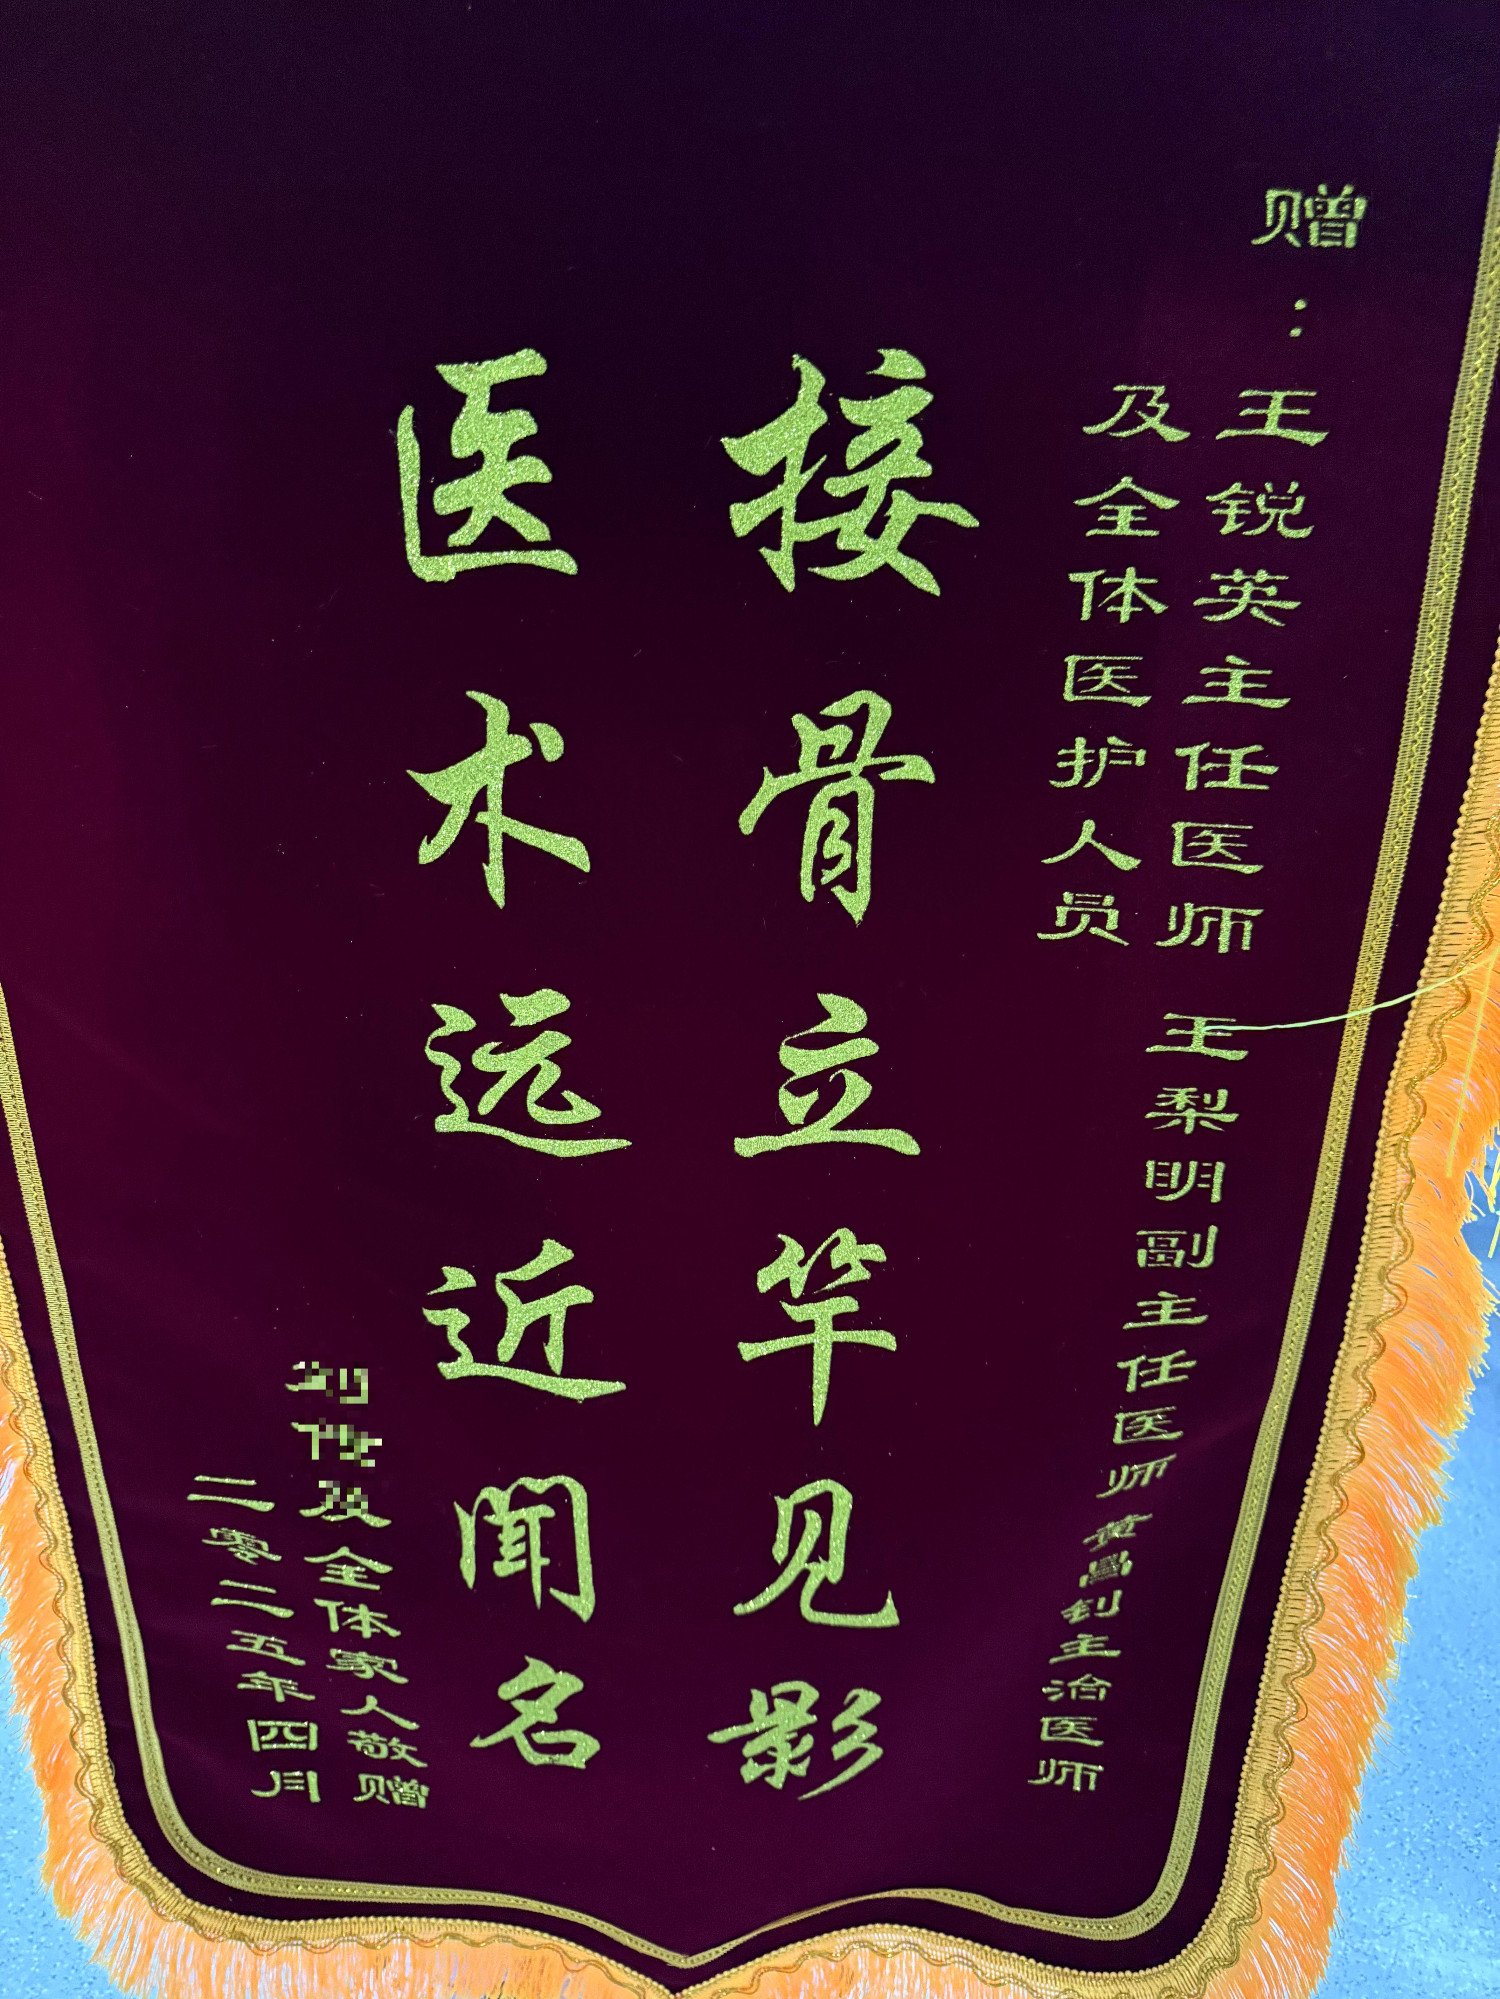 赠：王锐英主任医师 王梨明副主任医师 黄昌钊主治医师
及全体医护人员
接骨立竿见影
医术远近闻名
及全体家人敬赠
二零二五年四月